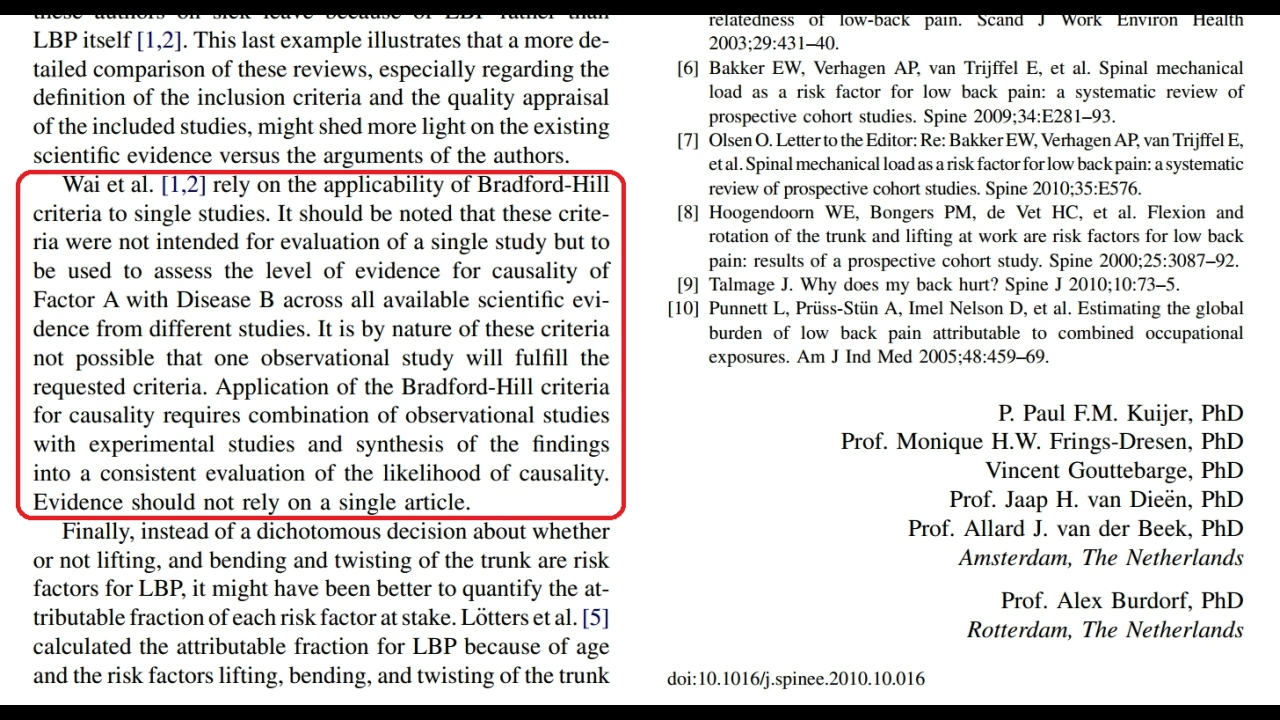 these authors on sick leave because of LBP rather than
LBP itself [1,2]. This last example illustrates that a more de-
tailed comparison of these reviews, especially regarding the
definition of the inclusion criteria and the quality appraisal
of the included studies, might shed more light on the existing
scientific evidence versus the arguments of the authors.
Wai et al. [1,2] rely on the applicability of Bradford-Hill
criteria to single studies. It should be noted that these crite-
ria were not intended for evaluation of a single study but to
be used to assess the level of evidence for causality of
Factor A with Disease B across all available scientific evi-
dence from different studies. It is by nature of these criteria
not possible that one observational study will fulfill the
requested criteria. Application of the Bradford-Hill criteria
for causality requires combination of observational studies
with experimental studies and synthesis of the findings
into a consistent evaluation of the likelihood of causality.
Evidence should not rely on a single article.
Finally, instead of a dichotomous decision about whether
or not lifting, and bending and twisting of the trunk are risk
factors for LBP, it might have been better to quantify the at-
tributable fraction of each risk factor at stake. Lötters et al. [5]
calculated the attributable fraction for LBP because of age
and the risk factors lifting, bending, and twisting of the trunk
relatedness of low-back pain. Scand J Work Environ Health
2003;29:431–40.
[6] Bakker EW, Verhagen AP, van Trijffel E, et al. Spinal mechanical
load as a risk factor for low back pain: a systematic review of
prospective cohort studies. Spine 2009;34:E281–93.
[7] Olsen O. Letter to the Editor: Re: Bakker EW, Verhagen AP, van Trijffel E,
et al. Spinal mechanical load as a risk factor for low back pain: a systematic
review of prospective cohort studies. Spine 2010;35:E576.
[8] Hoogendoorn WE, Bongers PM, de Vet HC, et al. Flexion and
rotation of the trunk and lifting at work are risk factors for low back
pain: results of a prospective cohort study. Spine 2000;25:3087–92.
[9] Talmage J. Why does my back hurt? Spine J 2010;10:73–5.
[10] Punnett L, Prüss-Stün A, Imel Nelson D, et al. Estimating the global
burden of low back pain attributable to combined occupational
exposures. Am J Ind Med 2005;48:459–69.
P. Paul F.M. Kuijer, PhD
Prof. Monique H.W. Frings-Dresen, PhD
Vincent Gouttebarge, PhD
Prof. Jaap H. van Dieën, PhD
Prof. Allard J. van der Beek, PhD
Amsterdam, The Netherlands
Prof. Alex Burdorf, PhD
Rotterdam, The Netherlands
doi:10.1016/j.spinee.2010.10.016